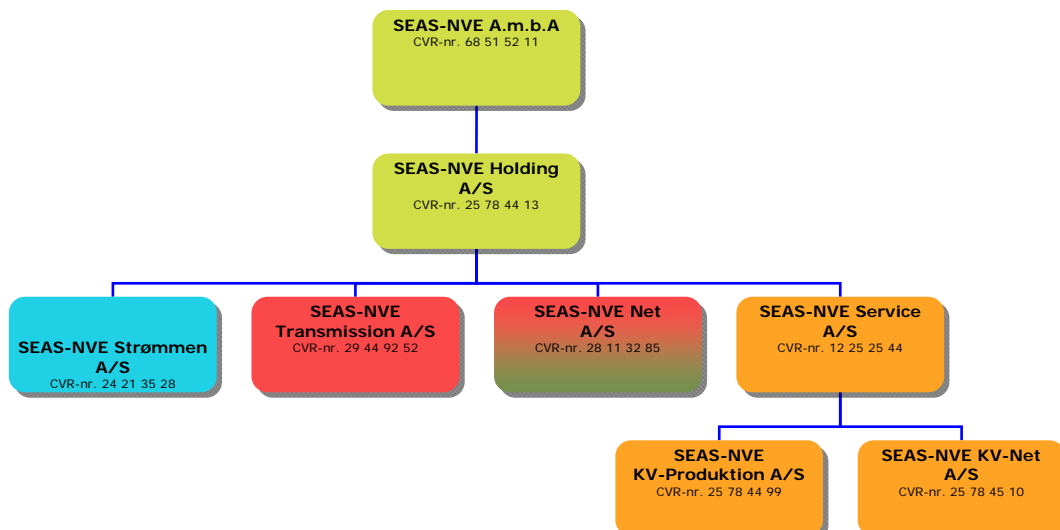 SEAS-NVE A.m.b.A
CVR-nr. 68 51 52 11
SEAS-NVE Holding
A/S
CVR-nr. 25 78 44 13
SEAS-NVE Strømmen
A/S
CVR-nr. 24 21 35 28
SEAS-NVE
Transmission A/S
CVR-nr. 29 44 92 52
SEAS-NVE Net
A/S
CVR-nr. 28 11 32 85
SEAS-NVE Service
A/S
CVR-nr. 12 25 25 44
SEAS-NVE
KV-Produktion A/S
CVR-nr. 25 78 44 99
SEAS-NVE KV-Net
A/S
CVR-nr. 25 78 45 10